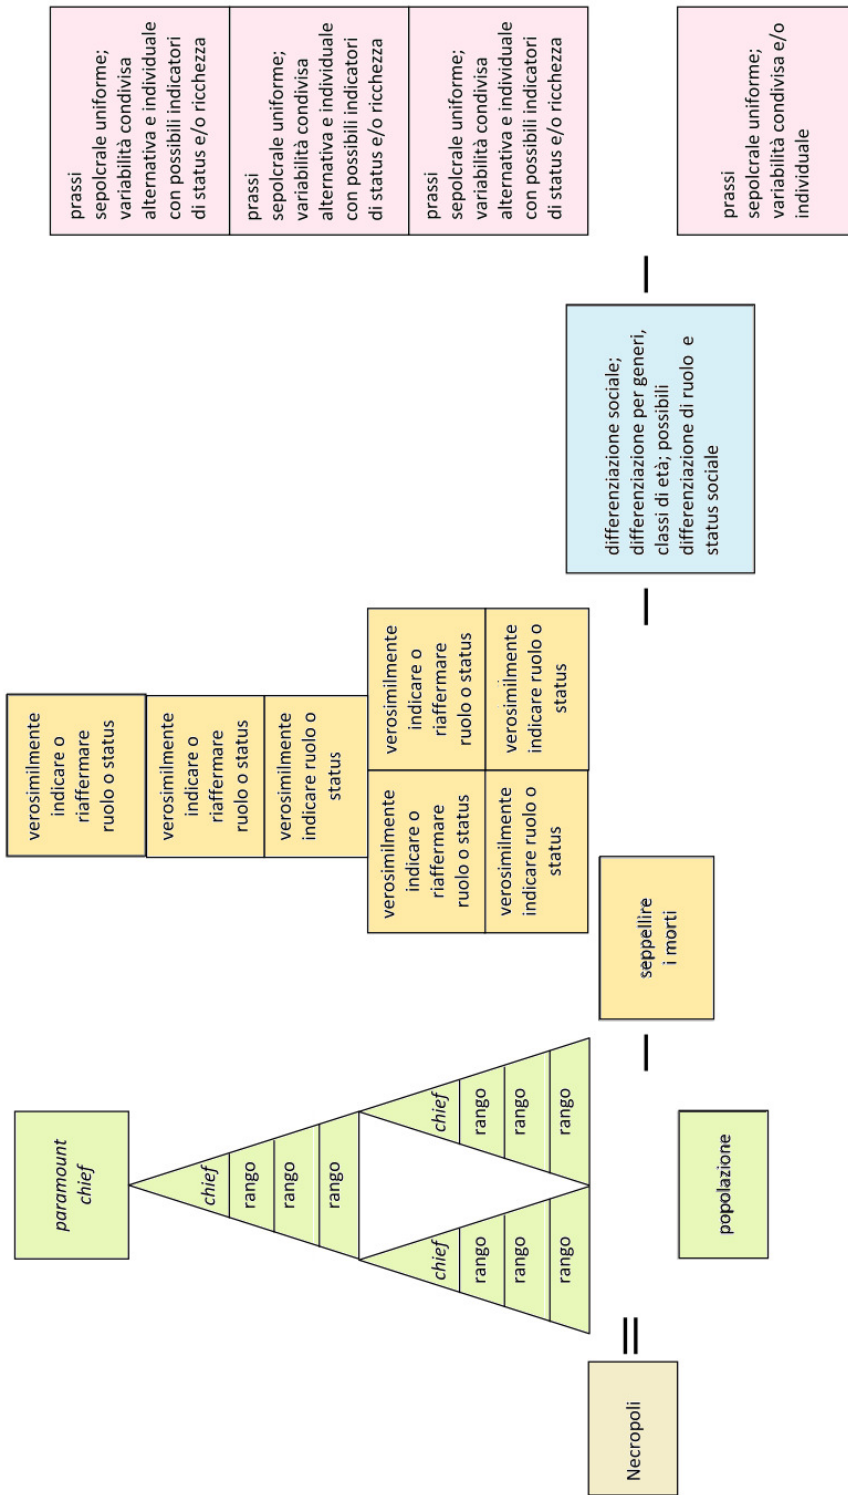 Necropoli
=
paramount
chief
chief
rango
rango
rango
chief
rango
rango
rango
chief
rango
rango
rango
popolazione
–
verosimilmente
indicare o
riaffermare
ruolo o status
verosimilmente
indicare o
riaffermare
ruolo o status
verosimilmente
indicare ruolo o
status
verosimilmente
indicare o
riaffermare
ruolo o status
verosimilmente
indicare ruolo o
status
verosimilmente
indicare o
riaffermare
ruolo o status
verosimilmente
indicare ruolo o
status
seppellire
i morti
–
differenziazione sociale;
differenziazione per generi,
classi di età; possibili
differenziazione di ruolo e
status sociale
–
prassi
sepolcrale uniforme;
variabilità condivisa
alternativa e individuale
con possibili indicatori
di status e/o ricchezza
prassi
sepolcrale uniforme;
variabilità condivisa
alternativa e individuale
con possibili indicatori
di status e/o ricchezza
prassi
sepolcrale uniforme;
variabilità condivisa
alternativa e individuale
con possibili indicatori
di status e/o ricchezza
prassi
sepolcrale uniforme;
variabilità condivisa e/o
individuale